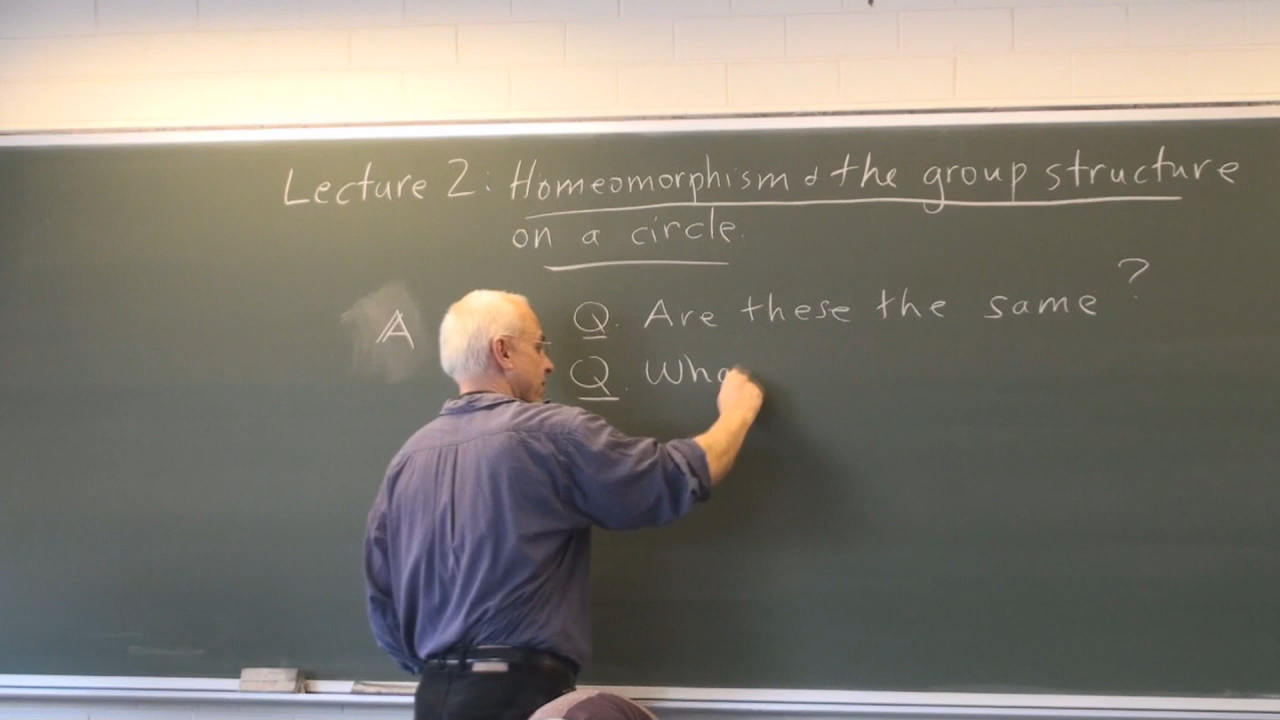 Lecture 2: Homeomorphism & the group structure
on a circle.
A
Q. Are these the same?
Q. Wha